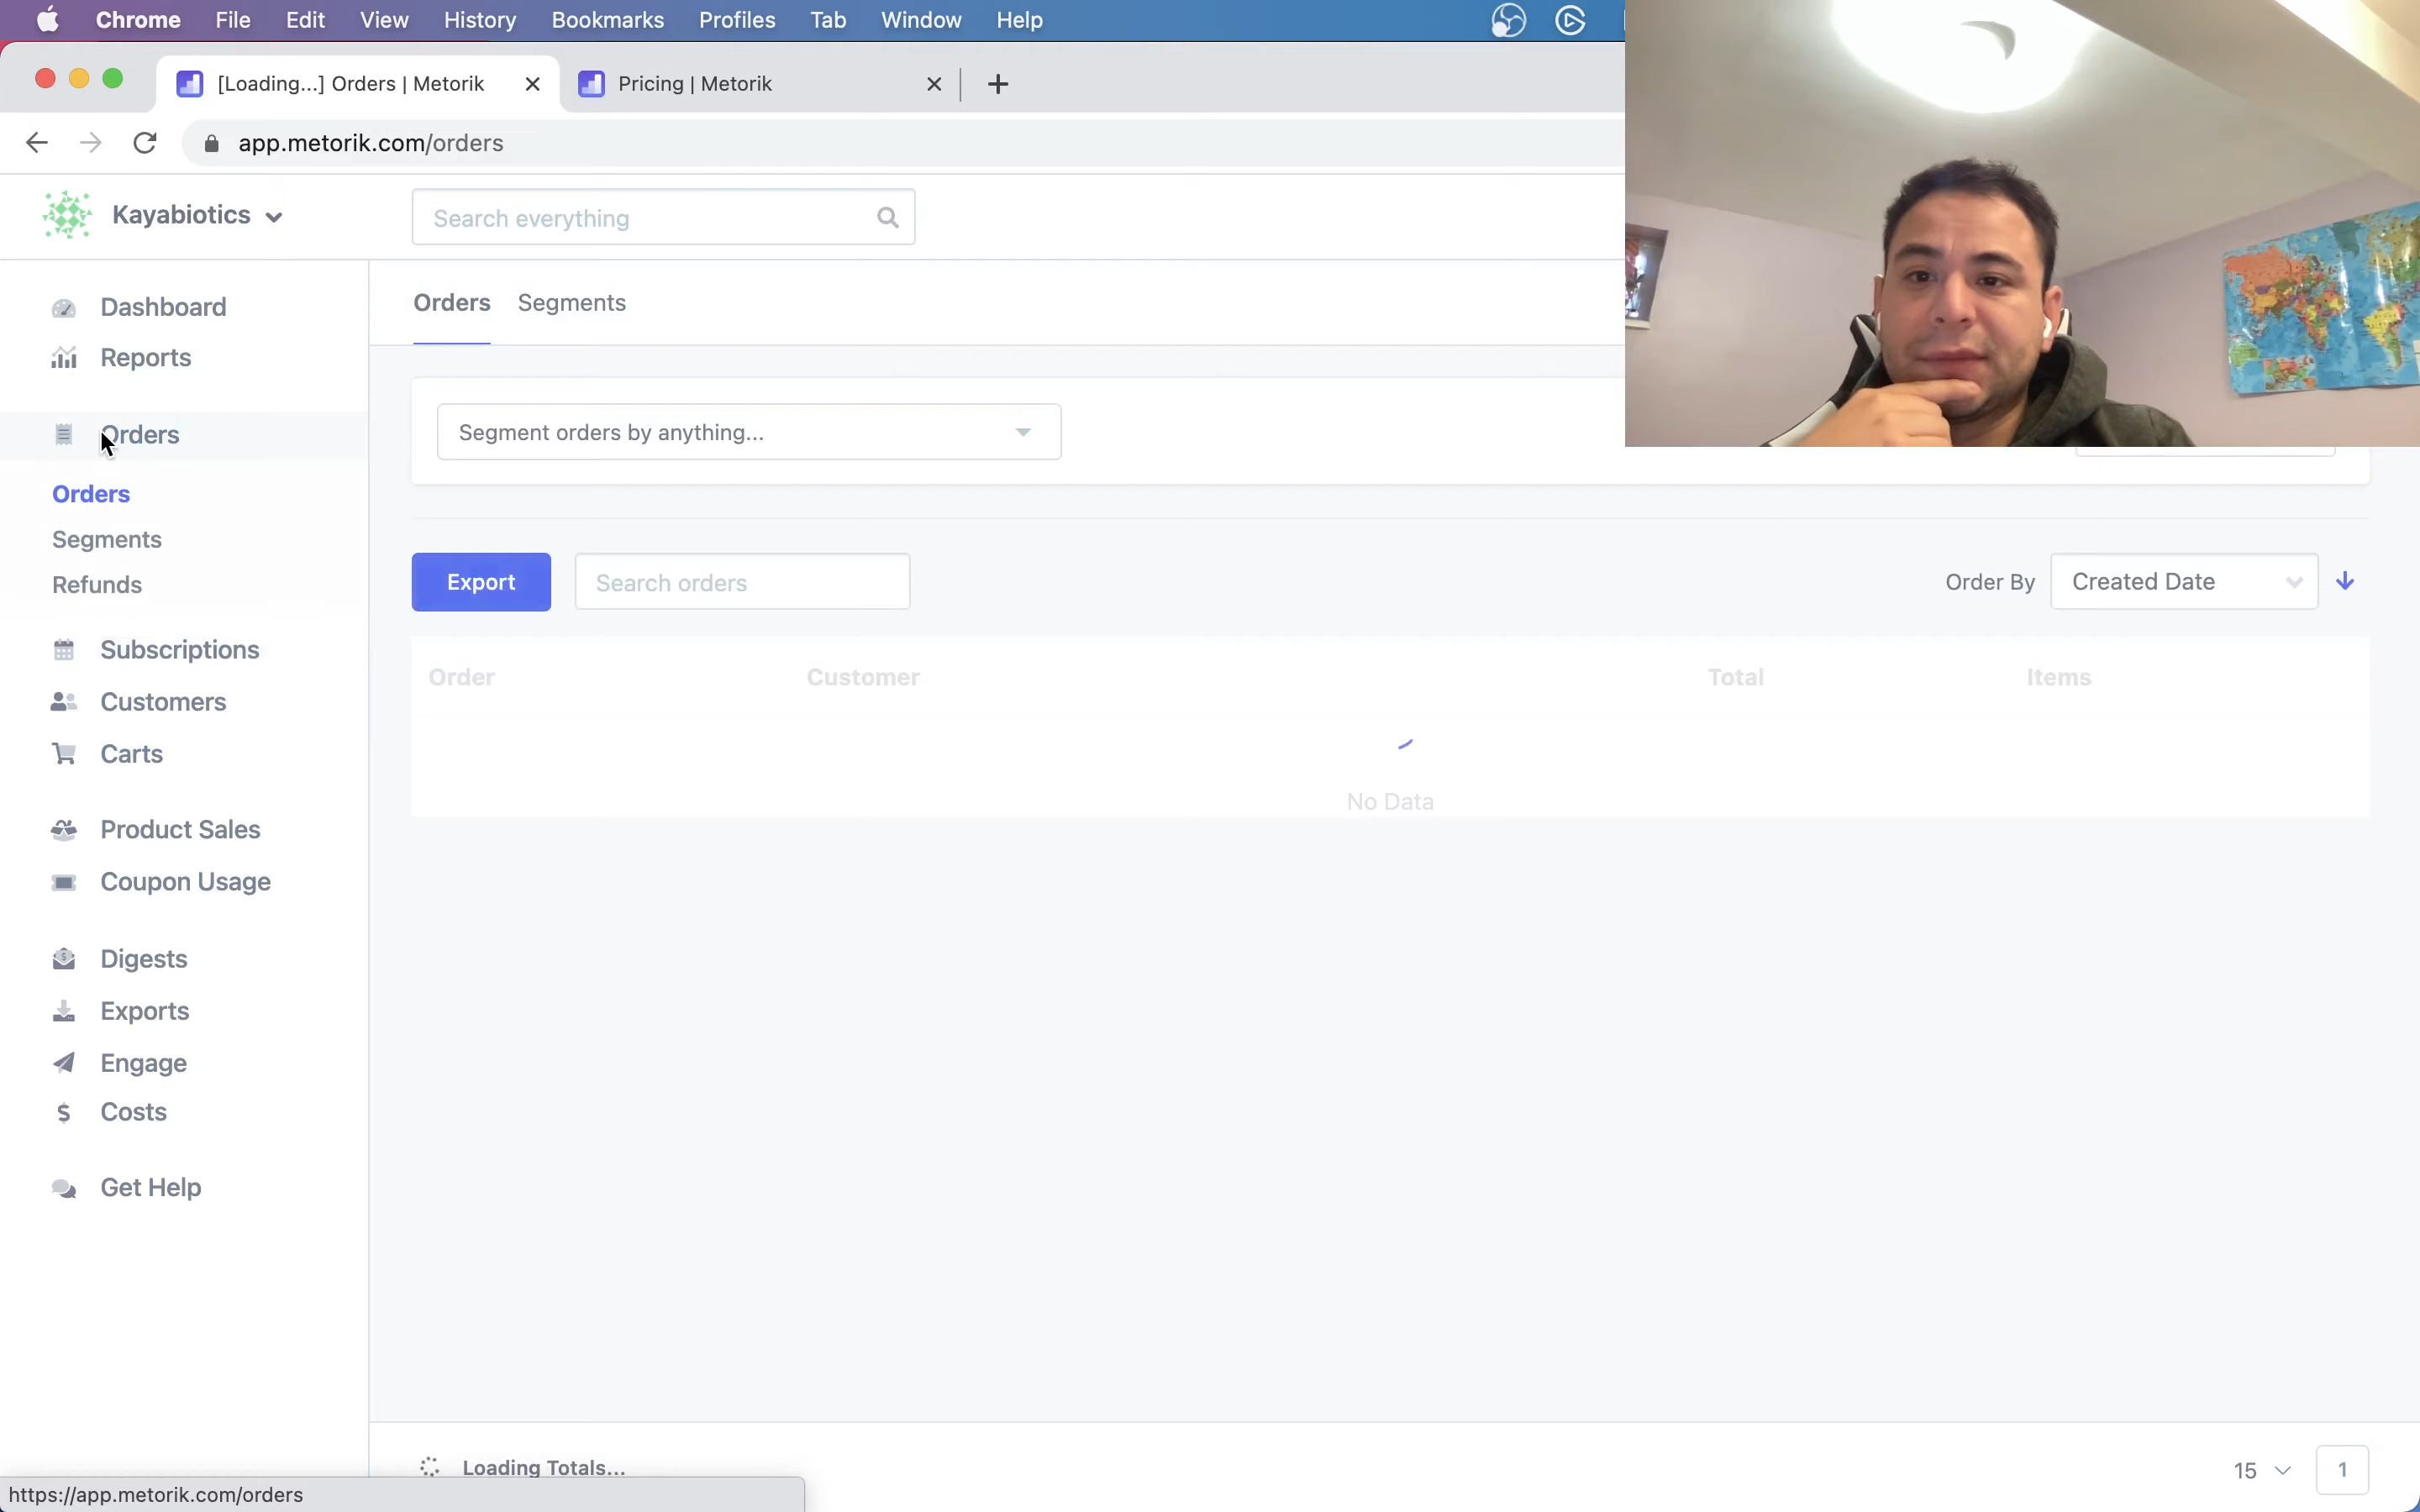 Chrome File Edit View History Bookmarks Profiles Tab Window Help
[Loading...] Orders | Metorik
Pricing | Metorik
app.metorik.com/orders
Kayabiotics
Search everything
Dashboard
Reports
Orders
Orders
Segments
Refunds
Subscriptions
Customers
Carts
Product Sales
Coupon Usage
Digests
Exports
Engage
Costs
Get Help
Orders Segments
Segment orders by anything...
Export
Search orders
Order By
Created Date
Order Customer Total Items
No Data
Loading Totals...
15
1
https://app.metorik.com/orders